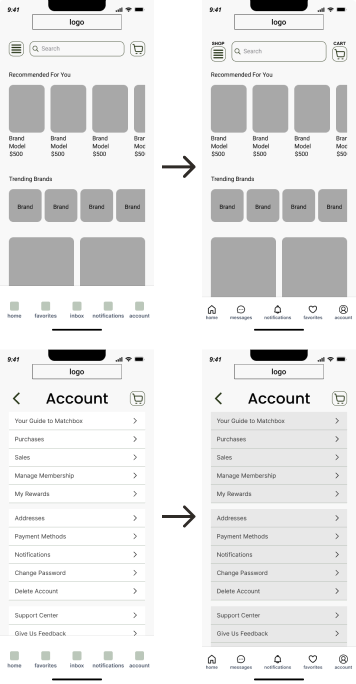 9:41
logo
Search
Recommended For You
Brand
Model
$500
Brand
Model
$500
Brand
Model
$500
Brar
Moc
$50
Trending Brands
Brand
Brand
Brand
Brand
home
favorites
inbox
notifications
account
9:41
logo
SHOP
Search
CART
Recommended For You
Brand
Model
$500
Brand
Model
$500
Brand
Model
$500
Brar
Moc
$50
Trending Brands
Brand
Brand
Brand
Brand
home
messages
notifications
favorites
account
9:41
logo
Account
Your Guide to Matchbox
Purchases
Sales
Manage Membership
My Rewards
Addresses
Payment Methods
Notifications
Change Password
Delete Account
Support Center
Give Us Feedback
home
favorites
inbox
notifications
account
9:41
logo
Account
Your Guide to Matchbox
Purchases
Sales
Manage Membership
My Rewards
Addresses
Payment Methods
Notifications
Change Password
Delete Account
Support Center
Give Us Feedback
home
messages
notifications
favorites
account